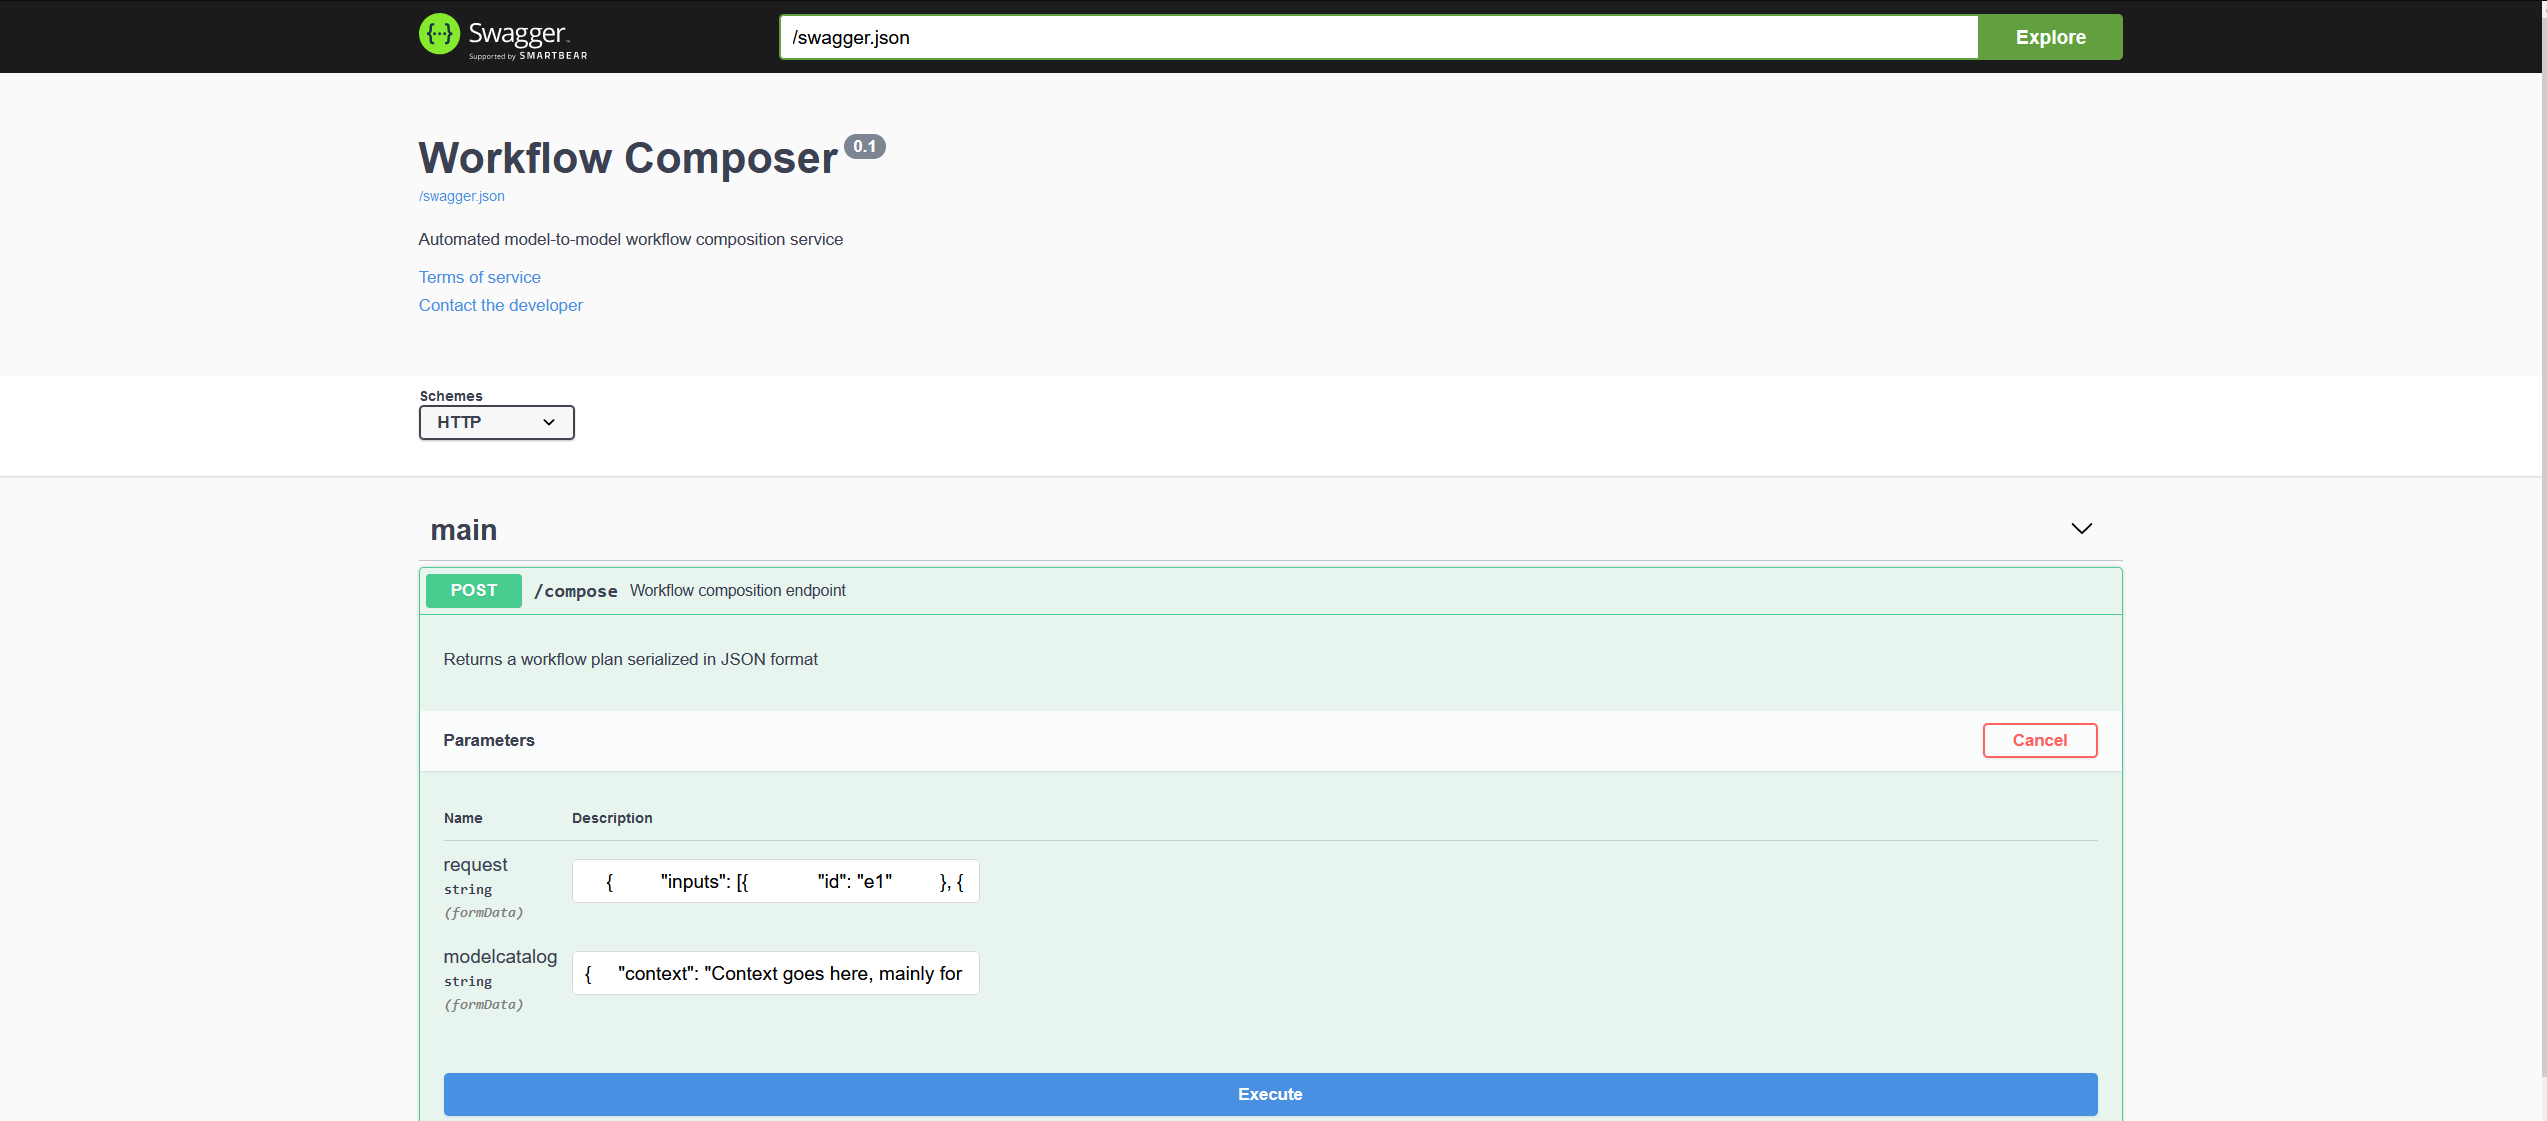 {···} Swagger
Supported by SMARTBEAR
/swagger.json
Explore
Workflow Composer 0.1
/swagger.json
Automated model-to-model workflow composition service
Terms of service
Contact the developer
Schemes
HTTP
main
POST /compose Workflow composition endpoint
Returns a workflow plan serialized in JSON format
Parameters
Cancel
Name Description
request
string
(formData)
{ "inputs": [{ "id": "e1" }, {
modelcatalog
string
(formData)
{ "context": "Context goes here, mainly for
Execute